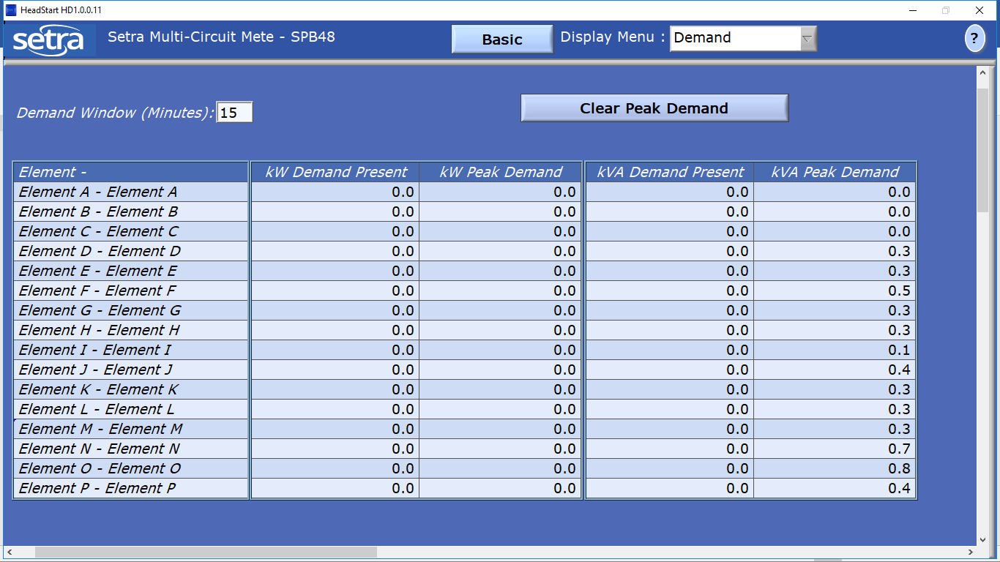 HeadStart HD1.0.0.11
setra Setra Multi-Circuit Mete - SPB48 Basic Display Menu : Demand ?
Demand Window (Minutes): 15 Clear Peak Demand
Element - kW Demand Present kW Peak Demand kVA Demand Present kVA Peak Demand
Element A - Element A 0.0 0.0 0.0 0.0
Element B - Element B 0.0 0.0 0.0 0.0
Element C - Element C 0.0 0.0 0.0 0.0
Element D - Element D 0.0 0.0 0.0 0.3
Element E - Element E 0.0 0.0 0.0 0.3
Element F - Element F 0.0 0.0 0.0 0.5
Element G - Element G 0.0 0.0 0.0 0.3
Element H - Element H 0.0 0.0 0.0 0.3
Element I - Element I 0.0 0.0 0.0 0.1
Element J - Element J 0.0 0.0 0.0 0.4
Element K - Element K 0.0 0.0 0.0 0.3
Element L - Element L 0.0 0.0 0.0 0.3
Element M - Element M 0.0 0.0 0.0 0.3
Element N - Element N 0.0 0.0 0.0 0.7
Element O - Element O 0.0 0.0 0.0 0.8
Element P - Element P 0.0 0.0 0.0 0.4